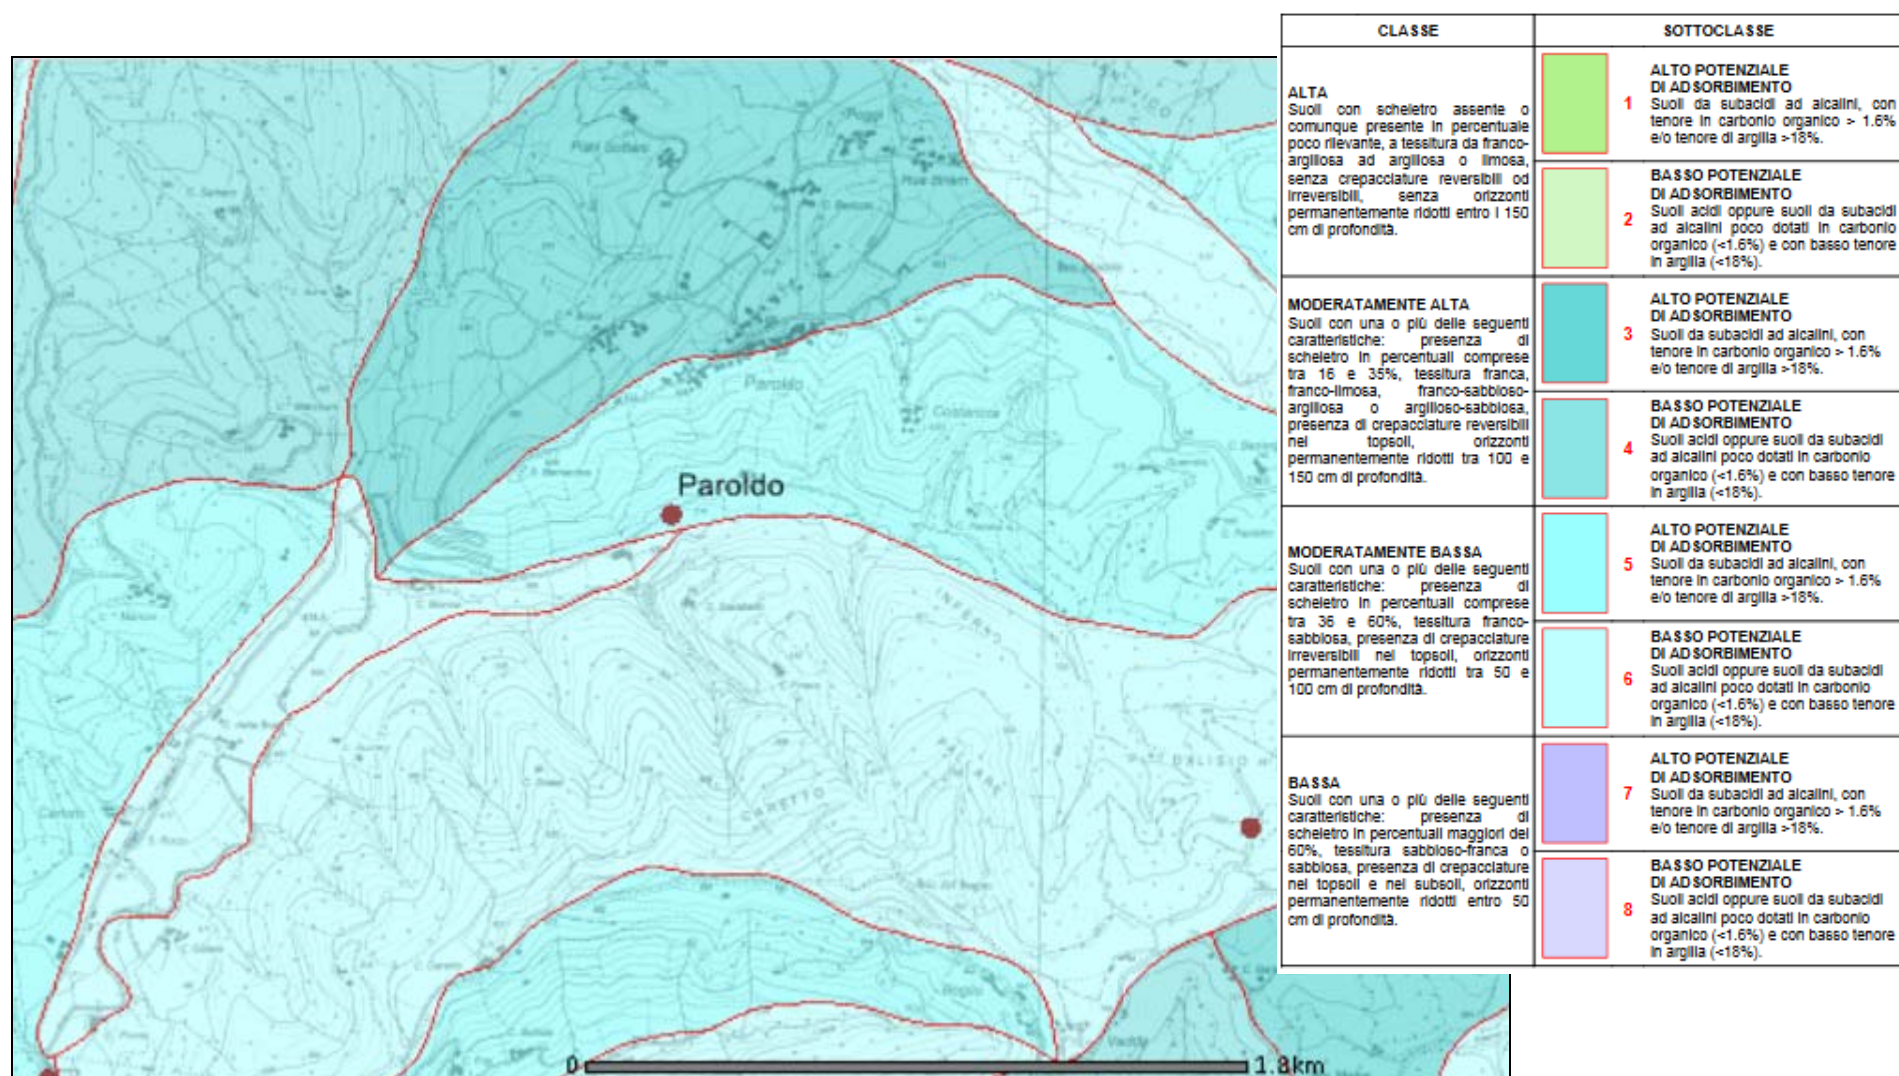 CLASSE
SOTTOCLASSE
ALTA
Suoli con scheletro assente o
comunque presente in percentuale
poco rilevante, a tessitura da franco-
argillosa ad argillosa o limosa,
senza crepacciature reversibili od
irreversibili, senza orizzonti
permanentemente ridotti entro i 150
cm di profondità.
1
ALTO POTENZIALE
DI ADSORBIMENTO
Suoli da subacidi ad alcalini, con
tenore in carbonio organico > 1.6%
e/o tenore di argilla >18%.
2
BASSO POTENZIALE
DI ADSORBIMENTO
Suoli acidi oppure suoli da subacidi
ad alcalini poco dotati in carbonio
organico (<1.6%) e con basso tenore
in argilla (<18%).
MODERATAMENTE ALTA
Suoli con una o più delle seguenti
caratteristiche: presenza di
scheletro in percentuali comprese
tra 16 e 35%, tessitura franca,
franco-limosa, franco-sabbioso-
argillosa o argilloso-sabbiosa,
presenza di crepacciature reversibili
nel topsoil, orizzonti
permanentemente ridotti tra 100 e
150 cm di profondità.
3
ALTO POTENZIALE
DI ADSORBIMENTO
Suoli da subacidi ad alcalini, con
tenore in carbonio organico > 1.6%
e/o tenore di argilla >18%.
4
BASSO POTENZIALE
DI ADSORBIMENTO
Suoli acidi oppure suoli da subacidi
ad alcalini poco dotati in carbonio
organico (<1.6%) e con basso tenore
in argilla (<18%).
MODERATAMENTE BASSA
Suoli con una o più delle seguenti
caratteristiche: presenza di
scheletro in percentuali comprese
tra 36 e 60%, tessitura franco-
sabbiosa, presenza di crepacciature
irreversibili nel topsoil, orizzonti
permanentemente ridotti tra 50 e
100 cm di profondità.
5
ALTO POTENZIALE
DI ADSORBIMENTO
Suoli da subacidi ad alcalini, con
tenore in carbonio organico > 1.6%
e/o tenore di argilla >18%.
6
BASSO POTENZIALE
DI ADSORBIMENTO
Suoli acidi oppure suoli da subacidi
ad alcalini poco dotati in carbonio
organico (<1.6%) e con basso tenore
in argilla (<18%).
BASSA
Suoli con una o più delle seguenti
caratteristiche: presenza di
scheletro in percentuali maggiori del
60%, tessitura sabbioso-franca o
sabbiosa, presenza di crepacciature
nel topsoil e nel subsoil, orizzonti
permanentemente ridotti entro 50
cm di profondità.
7
ALTO POTENZIALE
DI ADSORBIMENTO
Suoli da subacidi ad alcalini, con
tenore in carbonio organico > 1.6%
e/o tenore di argilla >18%.
8
BASSO POTENZIALE
DI ADSORBIMENTO
Suoli acidi oppure suoli da subacidi
ad alcalini poco dotati in carbonio
organico (<1.6%) e con basso tenore
in argilla (<18%).
Paroldo
Costanza
Paroldo
INFERNO
CARETTO
0
1.8km